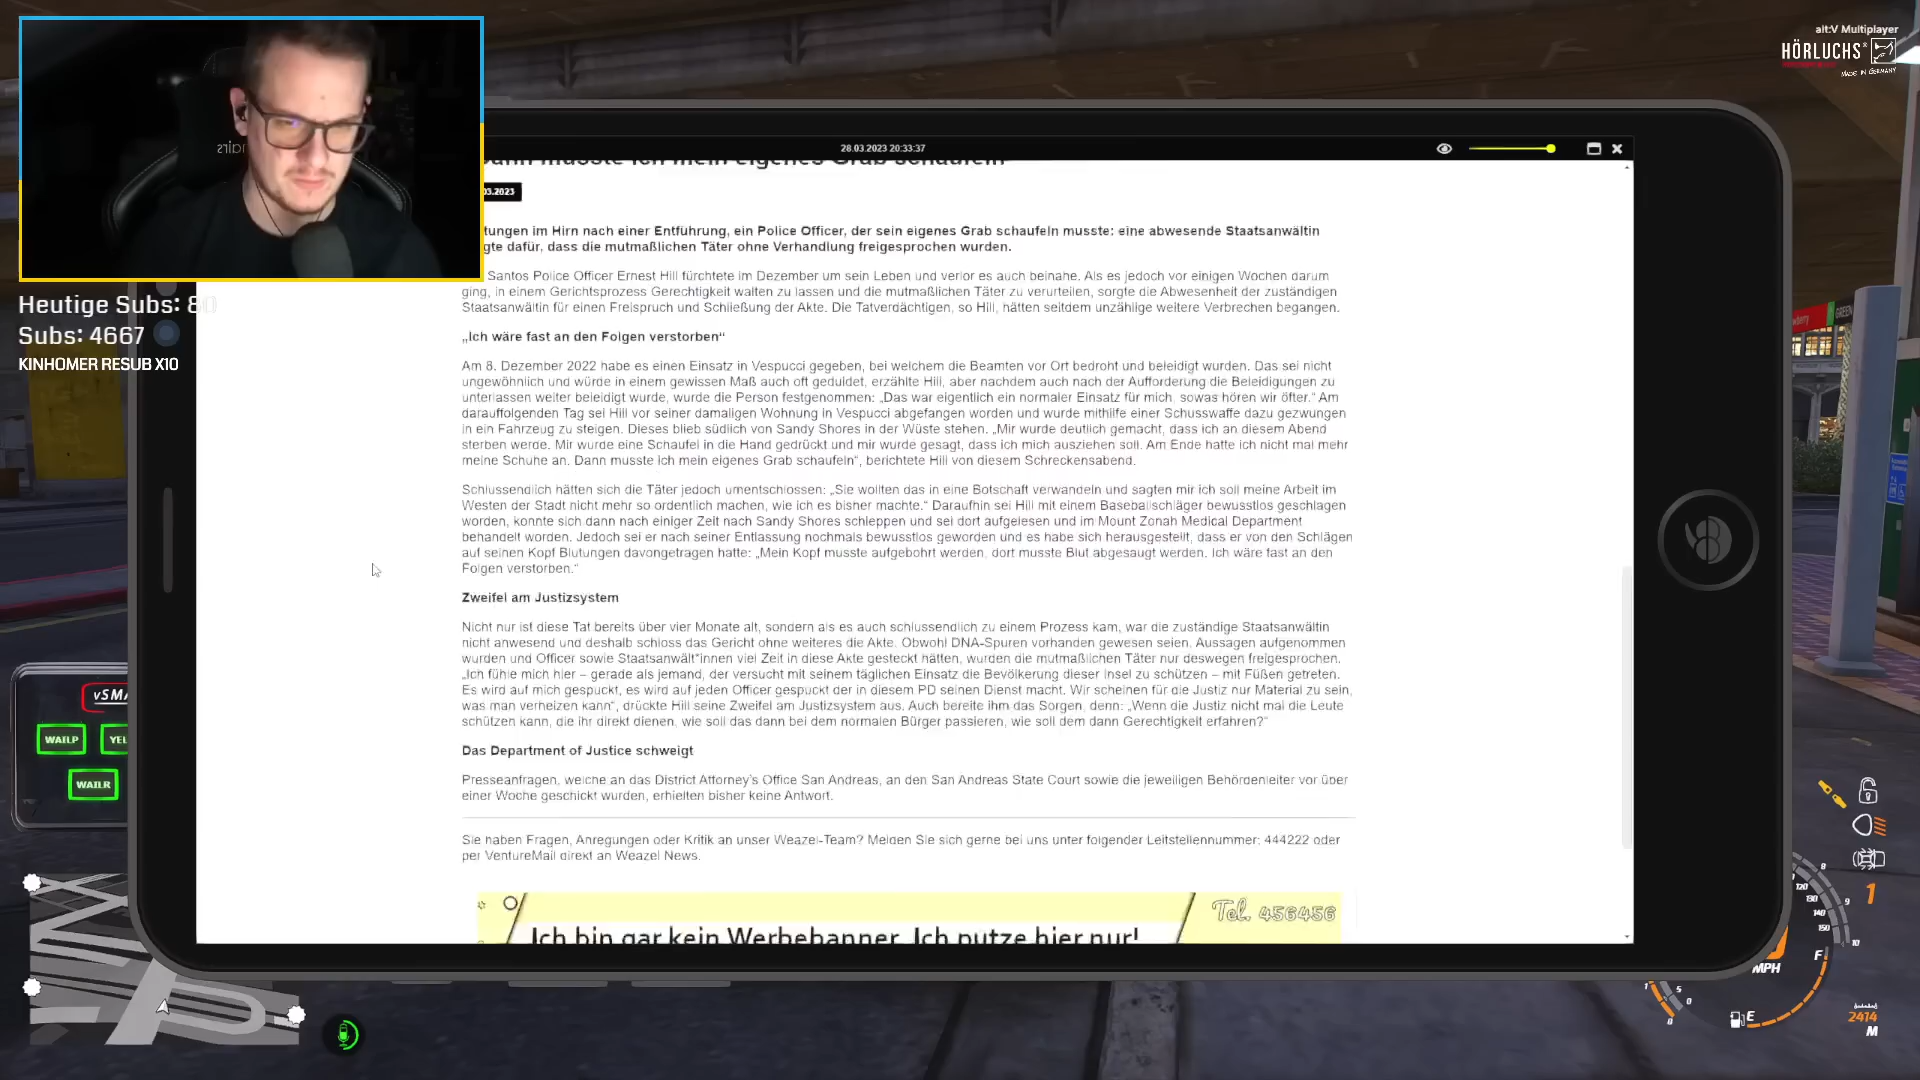 alt:V Multiplayer
HÖRLUCHS
MADE IN GERMANY
28.03.2023 20:33:37
musste ich mein eigenes Grab schaufeln
03.2023
tungen im Hirn nach einer Entführung, ein Police Officer, der sein eigenes Grab schaufeln musste: eine abwesende Staatsanwältin
gte dafür, dass die mutmaßlichen Täter ohne Verhandlung freigesprochen wurden.
Santos Police Officer Ernest Hill fürchtete im Dezember um sein Leben und verlor es auch beinahe. Als es jedoch vor einigen Wochen darum
ging, in einem Gerichtsprozess Gerechtigkeit walten zu lassen und die mutmaßlichen Täter zu verurteilen, sorgte die Abwesenheit der zuständigen
Staatsanwältin für einen Freispruch und Schließung der Akte. Die Tatverdächtigen, so Hill, hätten seitdem unzählige weitere Verbrechen begangen.
„Ich wäre fast an den Folgen verstorben“
Am 8. Dezember 2022 habe es einen Einsatz in Vespucci gegeben, bei welchem die Beamten vor Ort bedroht und beleidigt wurden. Das sei nicht
ungewöhnlich und würde in einem gewissen Maß auch oft geduldet, erzählte Hill, aber nachdem auch nach der Aufforderung die Beleidigungen zu
unterlassen weiter beleidigt wurde, wurde die Person festgenommen: „Das war eigentlich ein normaler Einsatz für mich, sowas hören wir öfter.“ Am
darauffolgenden Tag sei Hill vor seiner damaligen Wohnung in Vespucci abgefangen worden und wurde mithilfe einer Schusswaffe dazu gezwungen
in ein Fahrzeug zu steigen. Dieses blieb südlich von Sandy Shores in der Wüste stehen. „Mir wurde deutlich gemacht, dass ich an diesem Abend
sterben werde. Mir wurde eine Schaufel in die Hand gedrückt und mir wurde gesagt, dass ich mich ausziehen soll. Am Ende hatte ich nicht mal mehr
meine Schuhe an. Dann musste ich mein eigenes Grab schaufeln“, berichtete Hill von diesem Schreckensabend.
Schlussendlich hätten sich die Täter jedoch umentschlossen: „Sie wollten das in eine Botschaft verwandeln und sagten mir ich soll meine Arbeit im
Westen der Stadt nicht mehr so ordentlich machen, wie ich es bisher machte.“ Daraufhin sei Hill mit einem Baseballschläger bewusstlos geschlagen
worden, konnte sich dann nach einiger Zeit nach Sandy Shores schleppen und sei dort aufgelesen und im Mount Zonah Medical Department
behandelt worden. Jedoch sei er nach seiner Entlassung nochmals bewusstlos geworden und es habe sich herausgestellt, dass er von den Schlägen
auf seinen Kopf Blutungen davongetragen hatte: „Mein Kopf musste aufgebohrt werden, dort musste Blut abgesaugt werden. Ich wäre fast an den
Folgen verstorben.“
Zweifel am Justizsystem
Nicht nur ist diese Tat bereits über vier Monate alt, sondern als es auch schlussendlich zu einem Prozess kam, war die zuständige Staatsanwältin
nicht anwesend und deshalb schloss das Gericht ohne weiteres die Akte. Obwohl DNA-Spuren vorhanden gewesen seien, Aussagen aufgenommen
wurden und Officer sowie Staatsanwält*innen viel Zeit in diese Akte gesteckt hätten, wurden die mutmaßlichen Täter nur deswegen freigesprochen.
„Ich fühle mich hier – gerade als jemand, der versucht mit seinem täglichen Einsatz die Bevölkerung dieser Insel zu schützen – mit Füßen getreten.
Es wird auf mich gespuckt, es wird auf jeden Officer gespuckt der in diesem PD seinen Dienst macht. Wir scheinen für die Justiz nur Material zu sein,
was man verheizen kann“, drückte Hill seine Zweifel am Justizsystem aus. Auch bereite ihm das Sorgen, denn: „Wenn die Justiz nicht mal die Leute
schützen kann, die ihr direkt dienen, wie soll das dann bei dem normalen Bürger passieren, wie soll dem dann Gerechtigkeit erfahren?“
Das Department of Justice schweigt
Presseanfragen, welche an das District Attorney's Office San Andreas, an den San Andreas State Court sowie die jeweiligen Behördenleiter vor über
einer Woche geschickt wurden, erhielten bisher keine Antwort.
Sie haben Fragen, Anregungen oder Kritik an unser Weazel-Team? Melden Sie sich gerne bei uns unter folgender Leitstellennummer: 444222 oder
per VentureMail direkt an Weazel News.
Tel. 456456
Ich bin gar kein Werbebanner. Ich putze hier nur!
Heutige Subs: 80
Subs: 4667
KINHOMER RESUB X10
vSMA
WAILP
YEL
WAILR
1
MPH
F
E
2414
M